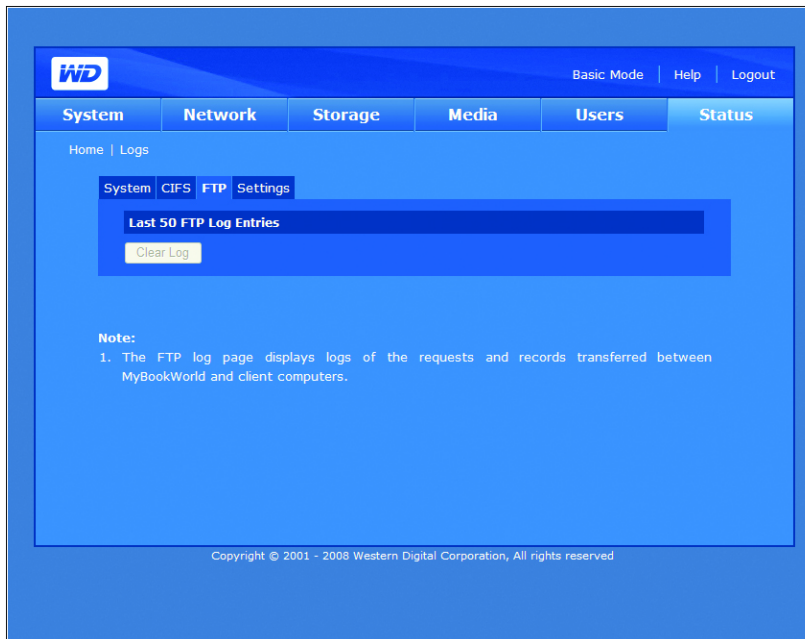 WD
Basic Mode | Help | Logout
System Network Storage Media Users Status
Home | Logs
System CIFS FTP Settings
Last 50 FTP Log Entries
Clear Log
Note:
1. The FTP log page displays logs of the requests and records transferred between
MyBookWorld and client computers.
Copyright © 2001 - 2008 Western Digital Corporation, All rights reserved